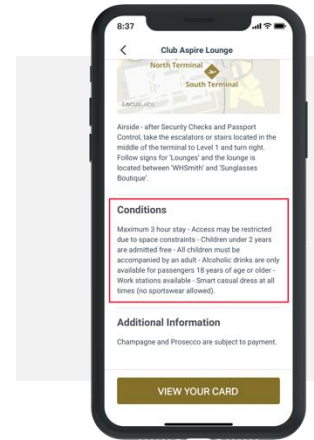 8:37
Club Aspire Lounge
North Terminal
South Terminal
LocusLabs
Airside - after Security Checks and Passport
Control, take the escalators or stairs located in the
middle of the terminal to Level 1 and turn right.
Follow signs for 'Lounges' and the lounge is
located between 'WHSmith' and 'Sunglasses
Boutique'.
Conditions
Maximum 3 hour stay - Access may be restricted
due to space constraints - Children under 2 years
are admitted free - All children must be
accompanied by an adult - Alcoholic drinks are only
available for passengers 18 years of age or older -
Work stations available - Smart casual dress at all
times (no sportswear allowed).
Additional Information
Champagne and Prosecco are subject to payment.
VIEW YOUR CARD